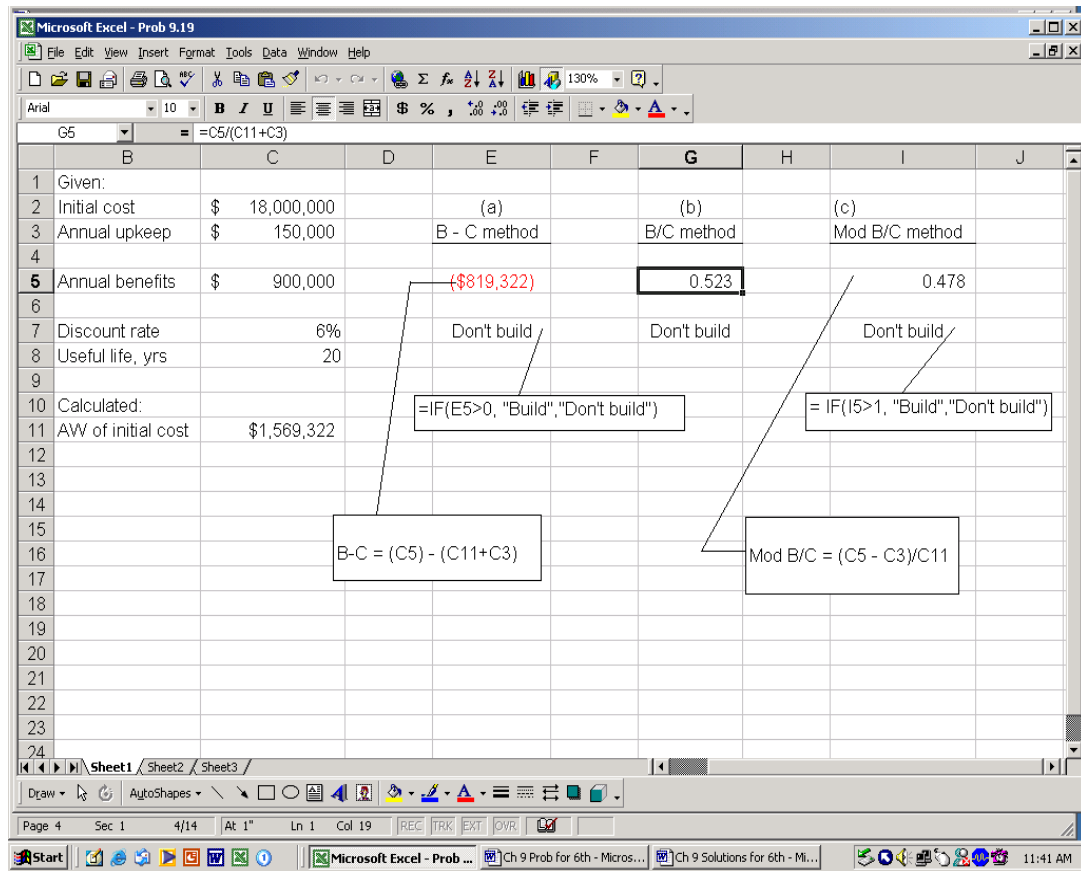 Microsoft Excel - Prob 9.19
File Edit View Insert Format Tools Data Window Help
130%
Arial 10 B I U $ % ,
G5 = =C5/(C11+C3)
B C D E F G H I J
1 Given:
2 Initial cost $ 18,000,000 (a) (b) (c)
3 Annual upkeep $ 150,000 B - C method B/C method Mod B/C method
4
5 Annual benefits $ 900,000 ($819,322) 0.523 0.478
6
7 Discount rate 6% Don't build Don't build Don't build
8 Useful life, yrs 20
9
10 Calculated: =IF(E5>0, "Build","Don't build") = IF(I5>1, "Build","Don't build")
11 AW of initial cost $1,569,322
12
13
14
15
16 B-C = (C5) - (C11+C3) Mod B/C = (C5 - C3)/C11
17
18
19
20
21
22
23
24
Sheet1 Sheet2 Sheet3
Draw AutoShapes
Page 4 Sec 1 4/14 At 1" Ln 1 Col 19 REC TRK EXT OVR
Start Microsoft Excel - Prob ... Ch 9 Prob for 6th - Micros... Ch 9 Solutions for 6th - Mi... 11:41 AM